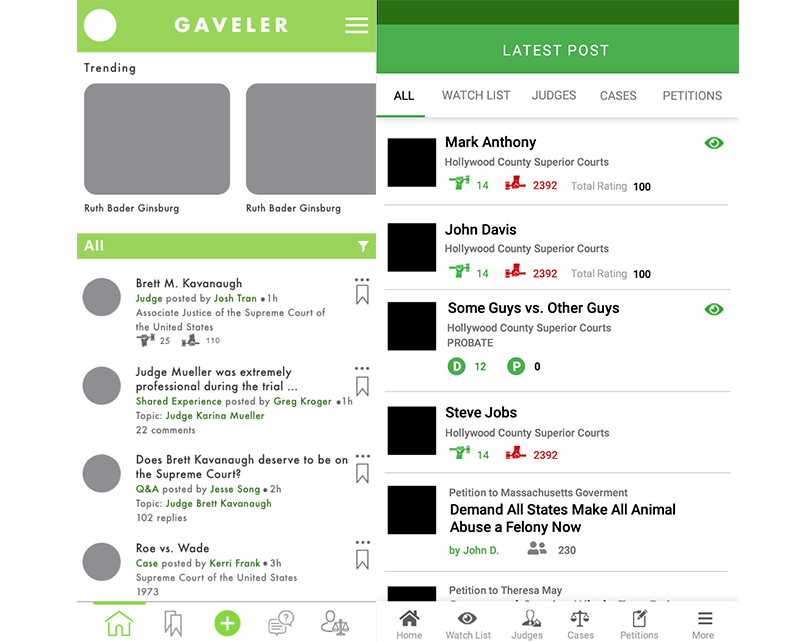 GAVELER
Trending
Ruth Bader Ginsburg
Ruth Bader Ginsburg
All
Brett M. Kavanaugh
Judge posted by Josh Tran • 1h
Associate Justice of the Supreme Court of
the United States
25 110
Judge Mueller was extremely
professional during the trial ...
Shared Experience posted by Greg Kroger • 1h
Topic: Judge Karina Mueller
22 comments
Does Brett Kavanaugh deserve to be on
the Supreme Court?
Q&A posted by Jesse Song • 2h
Topic: Judge Brett Kavanaugh
102 replies
Roe vs. Wade
Case posted by Kerri Frank • 3h
Supreme Court of the United States
1973
LATEST POST
ALL WATCH LIST JUDGES CASES PETITIONS
Mark Anthony
Hollywood County Superior Courts
14 2392 Total Rating 100
John Davis
Hollywood County Superior Courts
14 2392 Total Rating 100
Some Guys vs. Other Guys
Hollywood County Superior Courts
PROBATE
D 12 P 0
Steve Jobs
Hollywood County Superior Courts
14 2392
Petition to Massachusetts Goverment
Demand All States Make All Animal
Abuse a Felony Now
by John D. 230
Petition to Theresa May
Home Watch List Judges Cases Petitions More